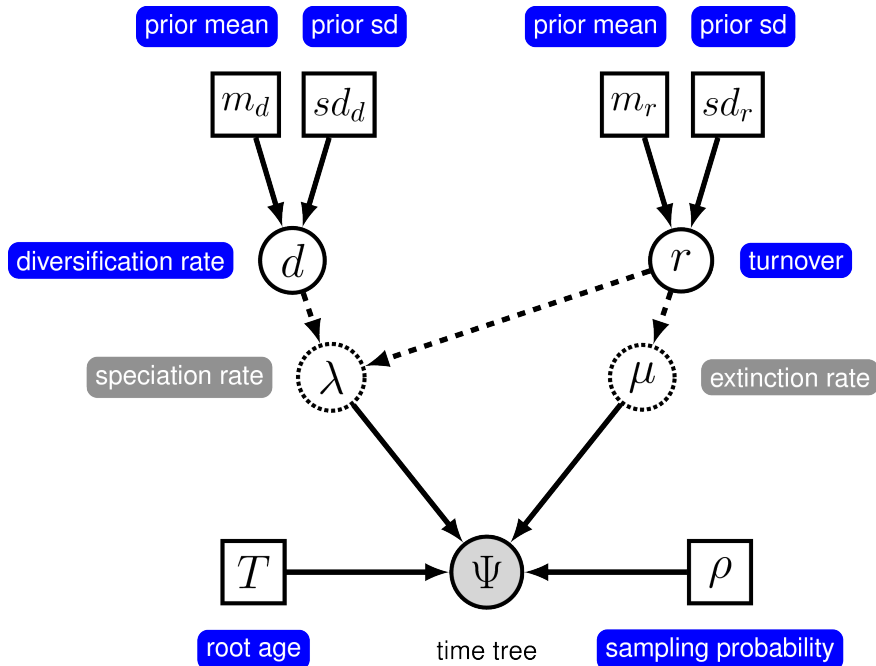 prior mean prior sd prior mean prior sd
m_d sd_d m_r sd_r
diversification rate d r turnover
speciation rate λ μ extinction rate
T Ψ ρ
root age time tree sampling probability